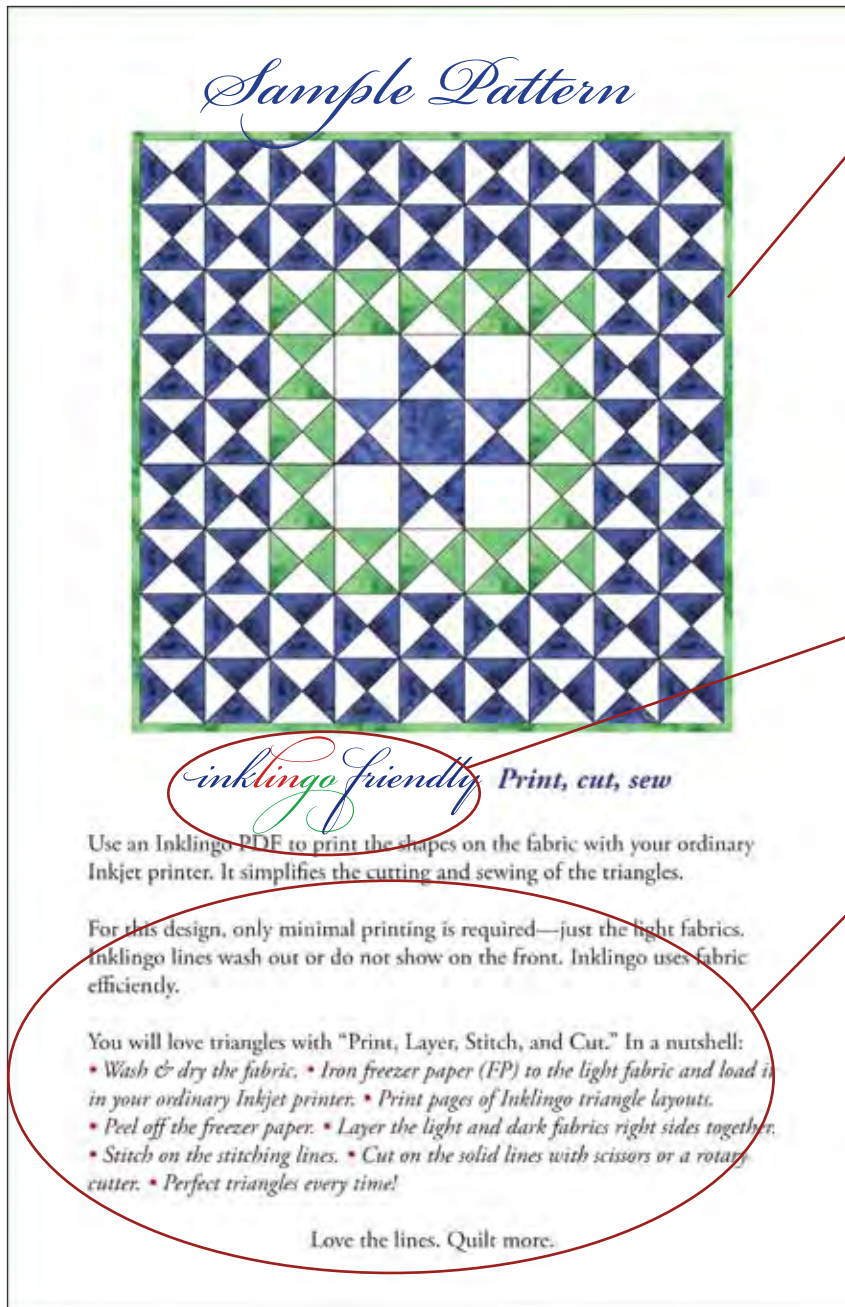 Sample Pattern
inklingo friendly Print, cut, sew
Use an Inklingo PDF to print the shapes on the fabric with your ordinary
Inkjet printer. It simplifies the cutting and sewing of the triangles.
For this design, only minimal printing is required—just the light fabrics.
Inklingo lines wash out or do not show on the front. Inklingo uses fabric
efficiently.
You will love triangles with “Print, Layer, Stitch, and Cut.” In a nutshell:
• Wash & dry the fabric. • Iron freezer paper (FP) to the light fabric and load it
in your ordinary Inkjet printer. • Print pages of Inklingo triangle layouts.
• Peel off the freezer paper. • Layer the light and dark fabrics right sides together.
• Stitch on the stitching lines. • Cut on the solid lines with scissors or a rotary
cutter. • Perfect triangles every time!
Love the lines. Quilt more.